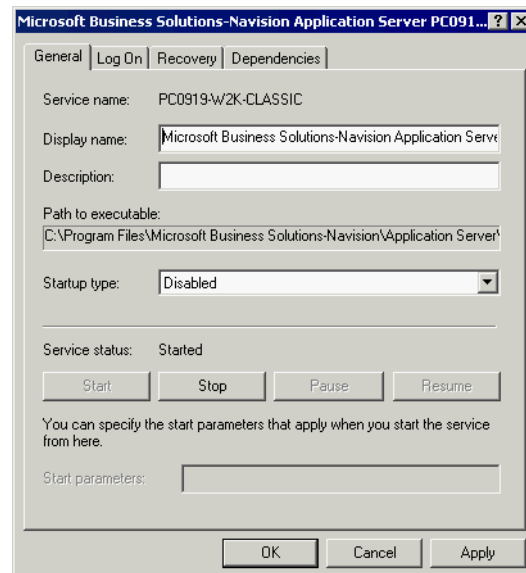 Microsoft Business Solutions-Navision Application Server PC091...
General Log On Recovery Dependencies
Service name: PC0919-W2K-CLASSIC
Display name: Microsoft Business Solutions-Navision Application Serve
Description:
Path to executable:
C:\Program Files\Microsoft Business Solutions-Navision\Application Server\
Startup type: Disabled
Service status: Started
Start Stop Pause Resume
You can specify the start parameters that apply when you start the service
from here.
Start parameters:
OK Cancel Apply